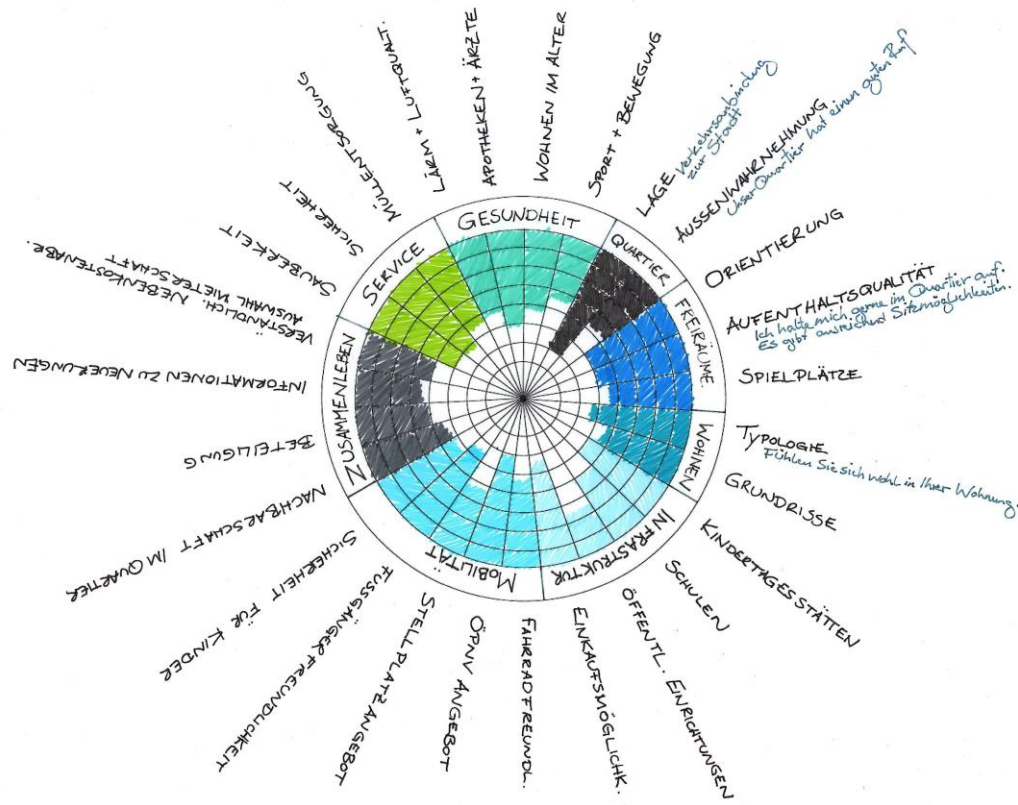 GESUNDHEIT
QUARTIER
FREIRÄUME
WOHNEN
INFRASTRUKTUR
MOBILITÄT
ZUSAMMENLEBEN
SERVICE
LÄRM + LUFTQUALT.
APOTHEKEN + ÄRZTE
WOHNEN IM ALTER
SPORT + BEWEGUNG
LAGE Verkehrsanbindung
zur Stadt
AUSSENWAHRNEHMUNG
Unser Quartier hat einen guten Ruf
ORIENTIERUNG
AUFENTHALTSQUALITÄT
Ich halte mich gerne im Quartier auf.
Es gibt ausreichend Sitzmöglichkeiten.
SPIELPLÄTZE
TYPOLOGIE
Fühlen Sie sich wohl in Ihrer Wohnung.
GRUNDRISSE
KINDERTAGESSTÄTTEN
SCHULEN
ÖFFENTL. EINRICHTUNGEN
EINKAUFSMÖGLICHK.
FAHRRADFREUNDL.
ÖPNV ANGEBOT
STELLPLATZANGEBOT
FUSSGÄNGERFREUNDLICHKEIT
SICHERHEIT FÜR KINDER
NACHBARSCHAFT IM QUARTIER
BETEILIGUNG
INFORMATIONEN ZU NEUERUNGEN
AUSWAHL MIETERSCHAFT
VERSTÄNDLICH. NEBENKOSTENABR.
SAUBERKEIT
SICHERHEIT
MÜLLENTSORGUNG